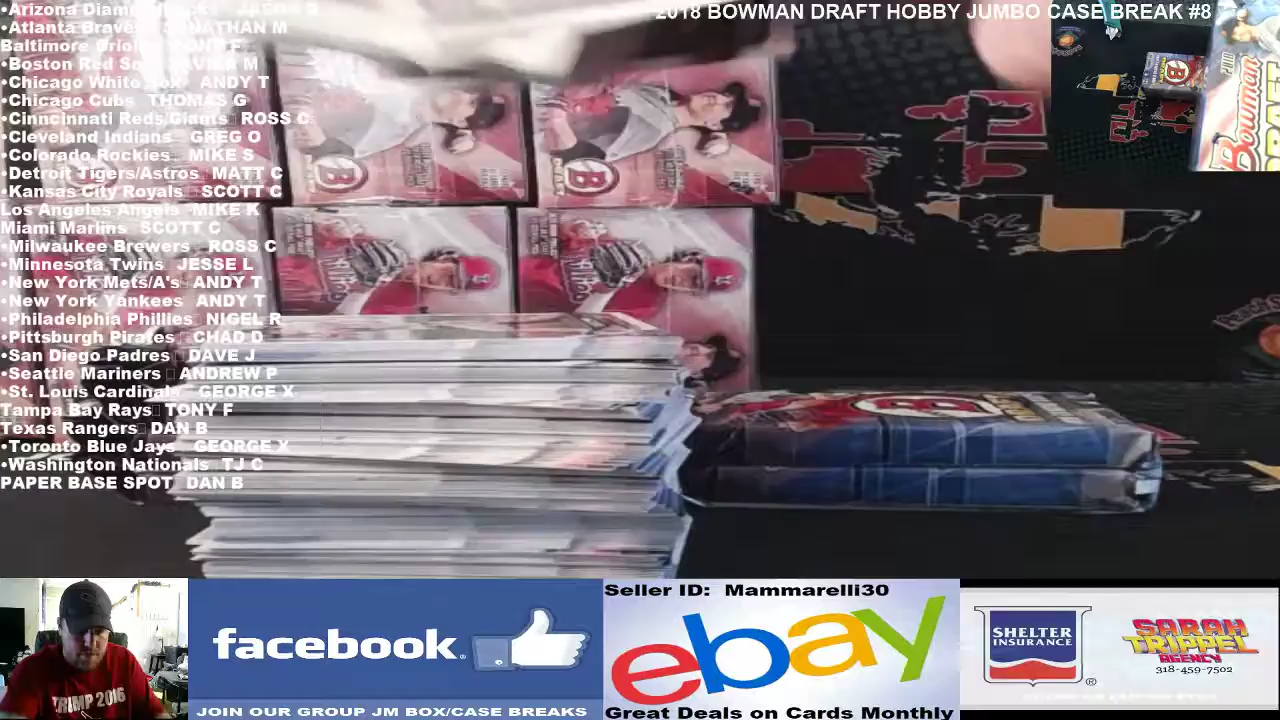 2018 BOWMAN DRAFT HOBBY JUMBO CASE BREAK #8
•Arizona
•Atlanta Braves M
Baltimore
•Boston Red M
•Chicago White Sox ANDY T
•Chicago Cubs THOMAS G
•Cinncinnati Reds/Giants ROSS C
•Cleveland Indians GREG O
•Colorado Rockies MIKE S
•Detroit Tigers/Astros MATT C
•Kansas City Royals SCOTT C
Los Angeles Angels MIKE K
Miami Marlins SCOTT C
•Milwaukee Brewers ROSS C
•Minnesota Twins JESSE L
•New York Mets/A's ANDY T
•New York Yankees ANDY T
•Philadelphia Phillies NIGEL R
•Pittsburgh Pirates CHAD D
•San Diego Padres DAVE J
•Seattle Mariners ANDREW P
•St. Louis Cardinals GEORGE X
Tampa Bay Rays TONY F
Texas Rangers DAN B
•Toronto Blue Jays GEORGE X
•Washington Nationals TJ C
PAPER BASE SPOT DAN B
Bowman
B
B
TRIMP 2016
facebook
JOIN OUR GROUP JM BOX/CASE BREAKS
Seller ID: Mammarelli30
ebay
Great Deals on Cards Monthly
SHELTER
INSURANCE
®
SARAH
TRIPPEL
AGENCY
318-459-7502